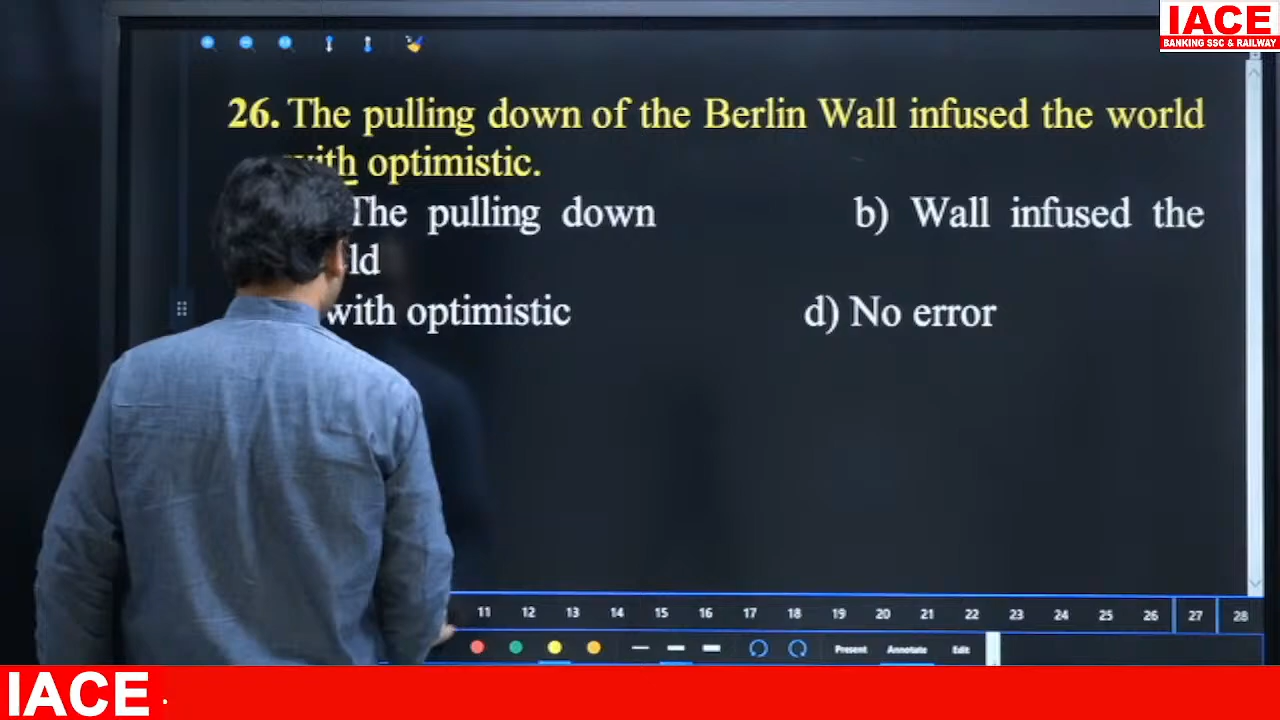 IACE
BANKING SSC & RAILWAY
26. The pulling down of the Berlin Wall infused the world
with optimistic.
The pulling down b) Wall infused the
ld
with optimistic d) No error
11 12 13 14 15 16 17 18 19 20 21 22 23 24 25 26 27 28
Present Annotate Edit
IACE